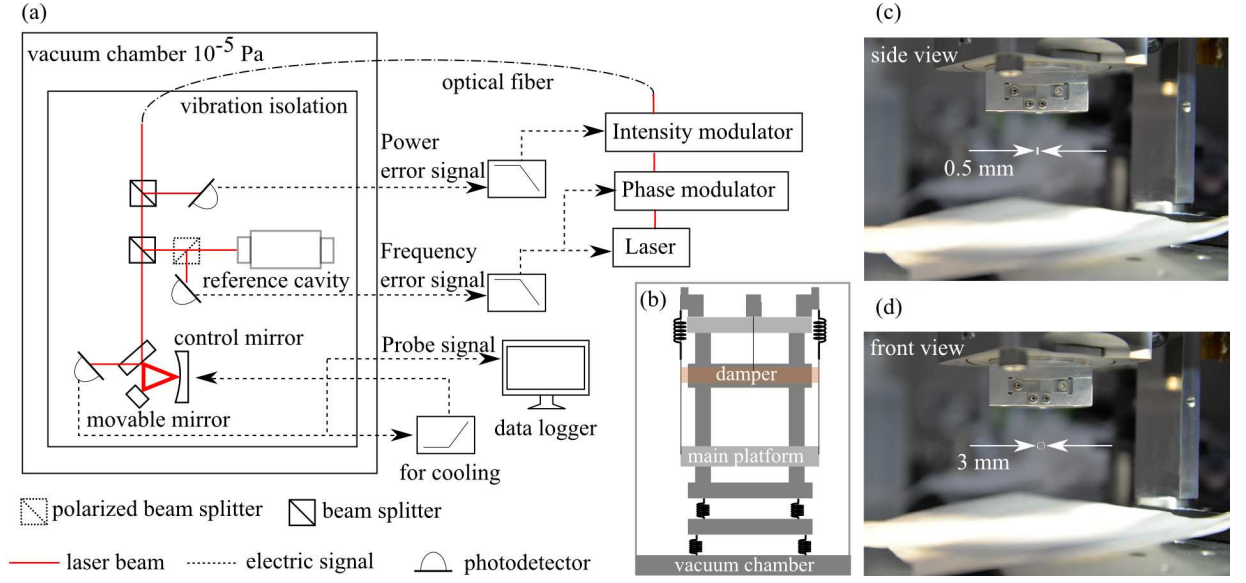 (a)
vacuum chamber 10⁻⁵ Pa
vibration isolation
optical fiber
Power
error signal
Intensity modulator
Phase modulator
Laser
Frequency
error signal
reference cavity
control mirror
Probe signal
movable mirror
data logger
for cooling
polarized beam splitter
beam splitter
laser beam
electric signal
photodetector
(b)
damper
main platform
vacuum chamber
(c)
side view
0.5 mm
(d)
front view
3 mm